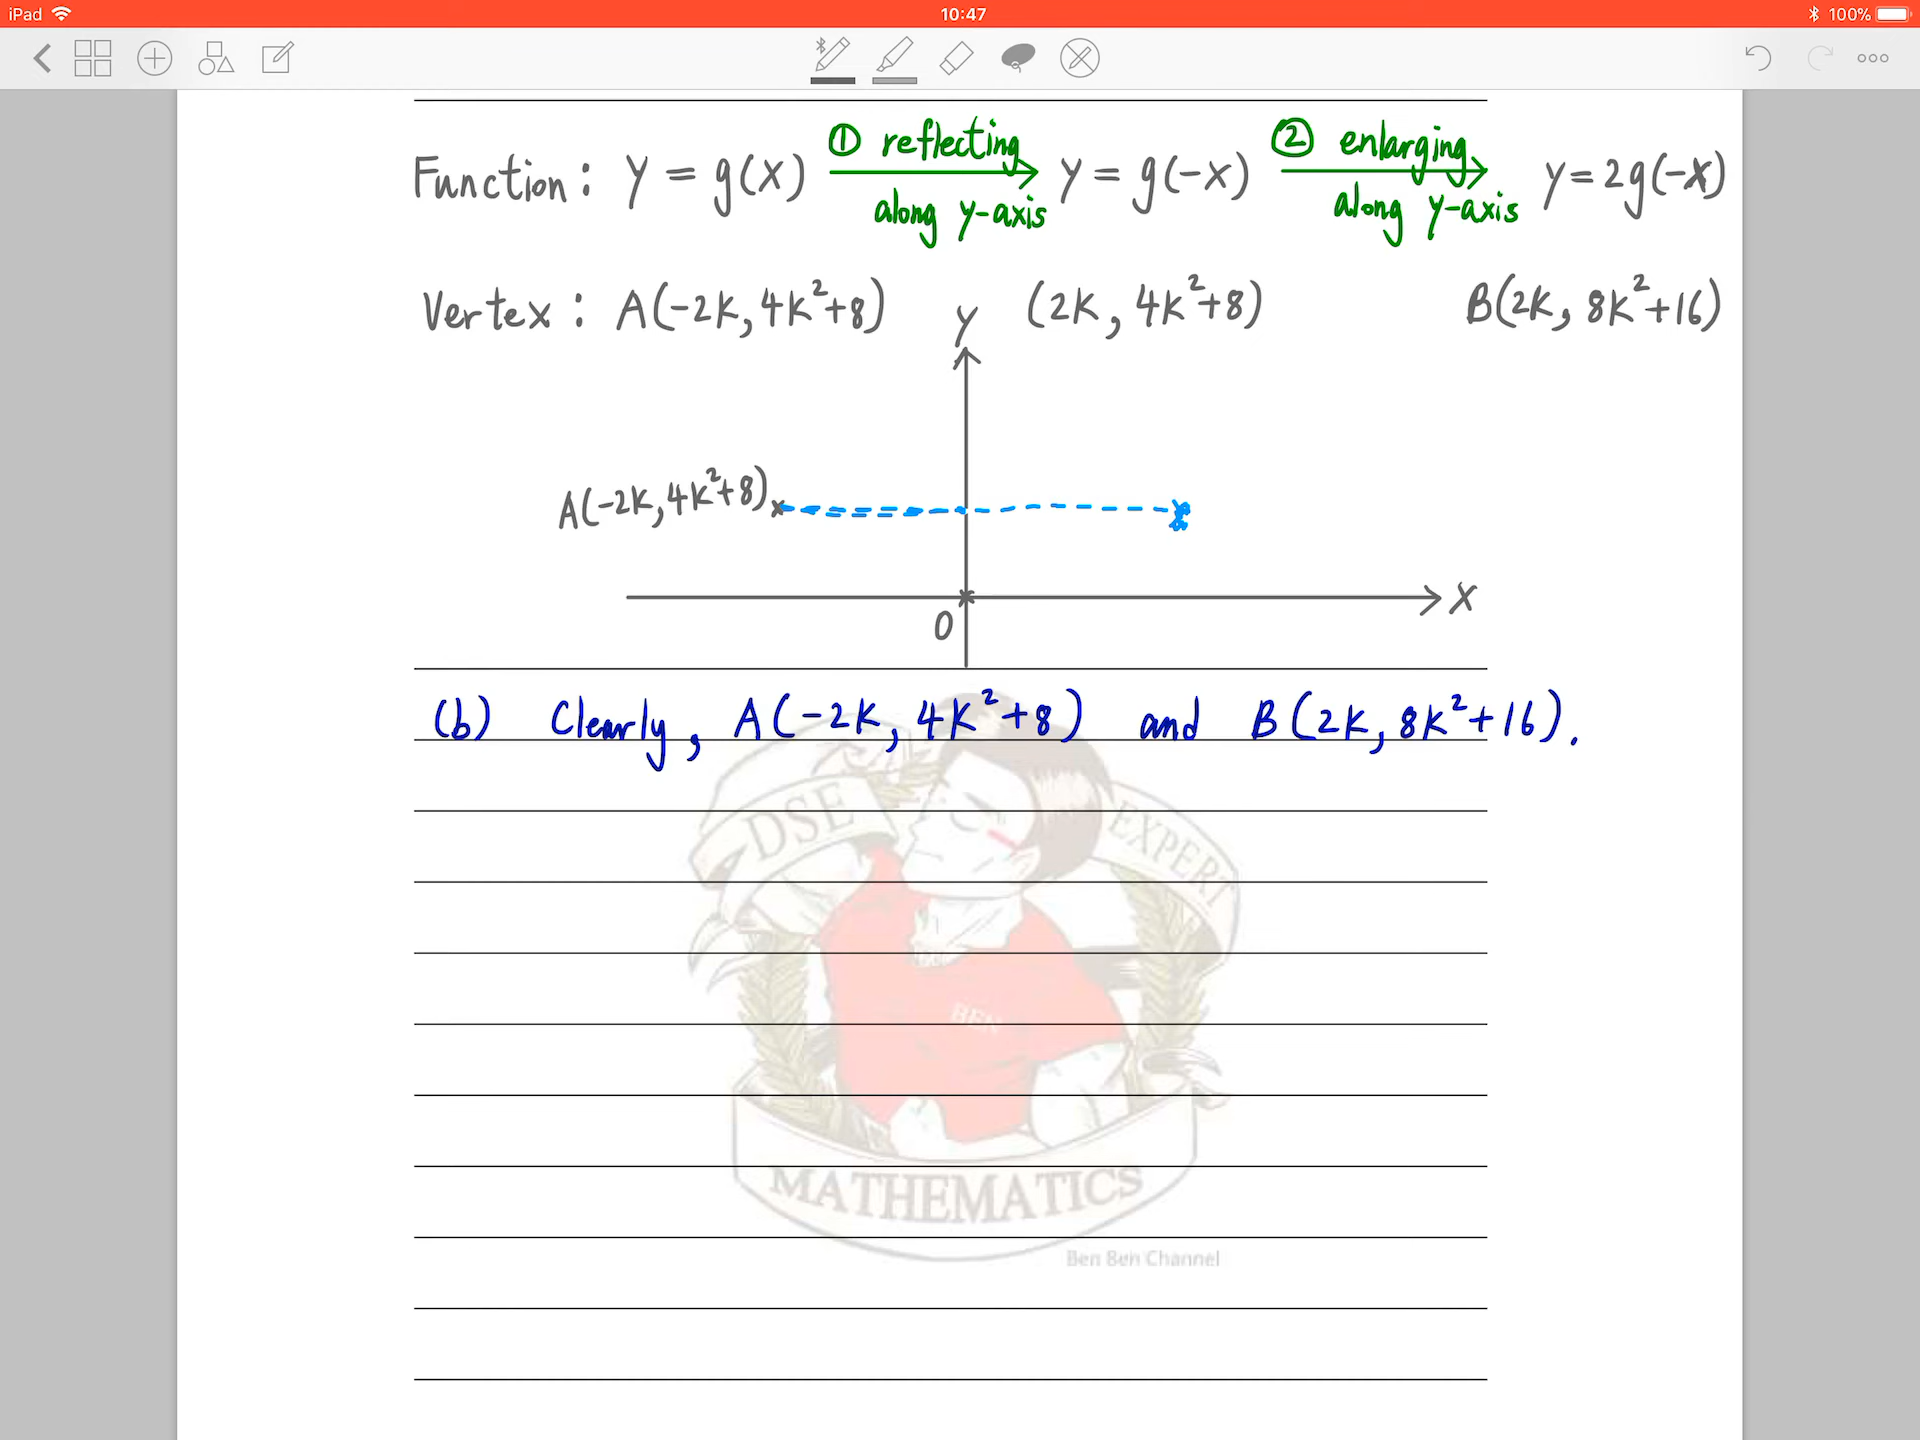 iPad 10:47 100%
① reflecting ② enlarging
Function: y = g(x) y = g(-x) y=2g(-x)
along y-axis along y-axis
Vertex: A(-2k, 4k²+8) (2k, 4k²+8) B(2k, 8k²+16)
y
A(-2k, 4k²+8)
x
0
(b) Clearly, A(-2k, 4k²+8) and B(2k, 8k²+16).
DSE EXPERT
BEN
MATHEMATICS
Ben Ben Channel